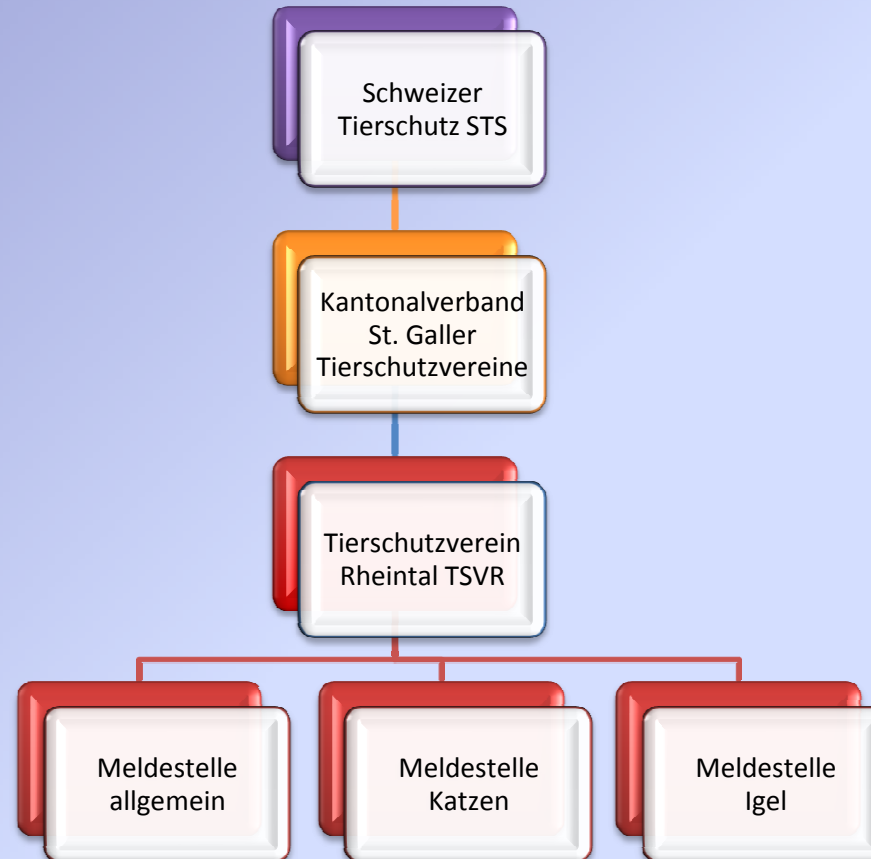 Schweizer
Tierschutz STS
Kantonalverband
St. Galler
Tierschutzvereine
Tierschutzverein
Rheintal TSVR
Meldestelle
allgemein
Meldestelle
Katzen
Meldestelle
Igel